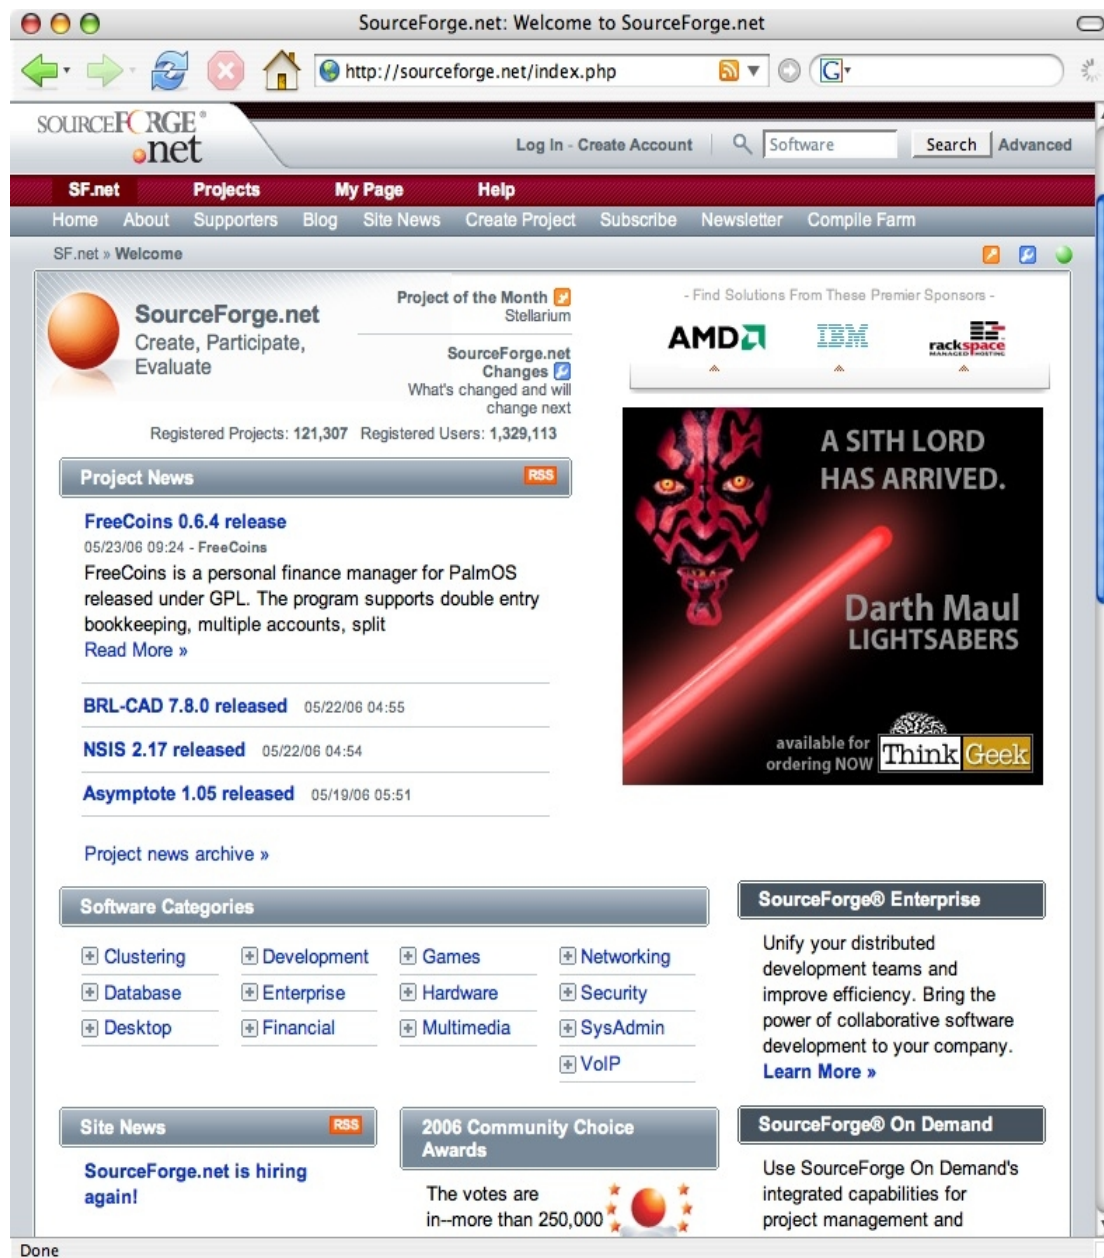 SourceForge.net: Welcome to SourceForge.net
http://sourceforge.net/index.php
G
SOURCEFORGE®
.net
Log In - Create Account
Software
Search
Advanced
SF.net Projects My Page Help
Home About Supporters Blog Site News Create Project Subscribe Newsletter Compile Farm
SF.net » Welcome
SourceForge.net
Create, Participate,
Evaluate
Project of the Month
Stellarium
SourceForge.net
Changes
What's changed and will
change next
Registered Projects: 121,307 Registered Users: 1,329,113
- Find Solutions From These Premier Sponsors -
AMD
IBM
rackspace
MANAGED HOSTING
Project News
RSS
FreeCoins 0.6.4 release
05/23/06 09:24 - FreeCoins
FreeCoins is a personal finance manager for PalmOS
released under GPL. The program supports double entry
bookkeeping, multiple accounts, split
Read More »
BRL-CAD 7.8.0 released 05/22/06 04:55
NSIS 2.17 released 05/22/06 04:54
Asymptote 1.05 released 05/19/06 05:51
Project news archive »
A SITH LORD
HAS ARRIVED.
Darth Maul
LIGHTSABERS
available for
ordering NOW
ThinkGeek
Software Categories
Clustering
Database
Desktop
Development
Enterprise
Financial
Games
Hardware
Multimedia
Networking
Security
SysAdmin
VoIP
SourceForge® Enterprise
Unify your distributed
development teams and
improve efficiency. Bring the
power of collaborative software
development to your company.
Learn More »
Site News
RSS
SourceForge.net is hiring
again!
2006 Community Choice
Awards
The votes are
in--more than 250,000
SourceForge® On Demand
Use SourceForge On Demand's
integrated capabilities for
project management and
Done